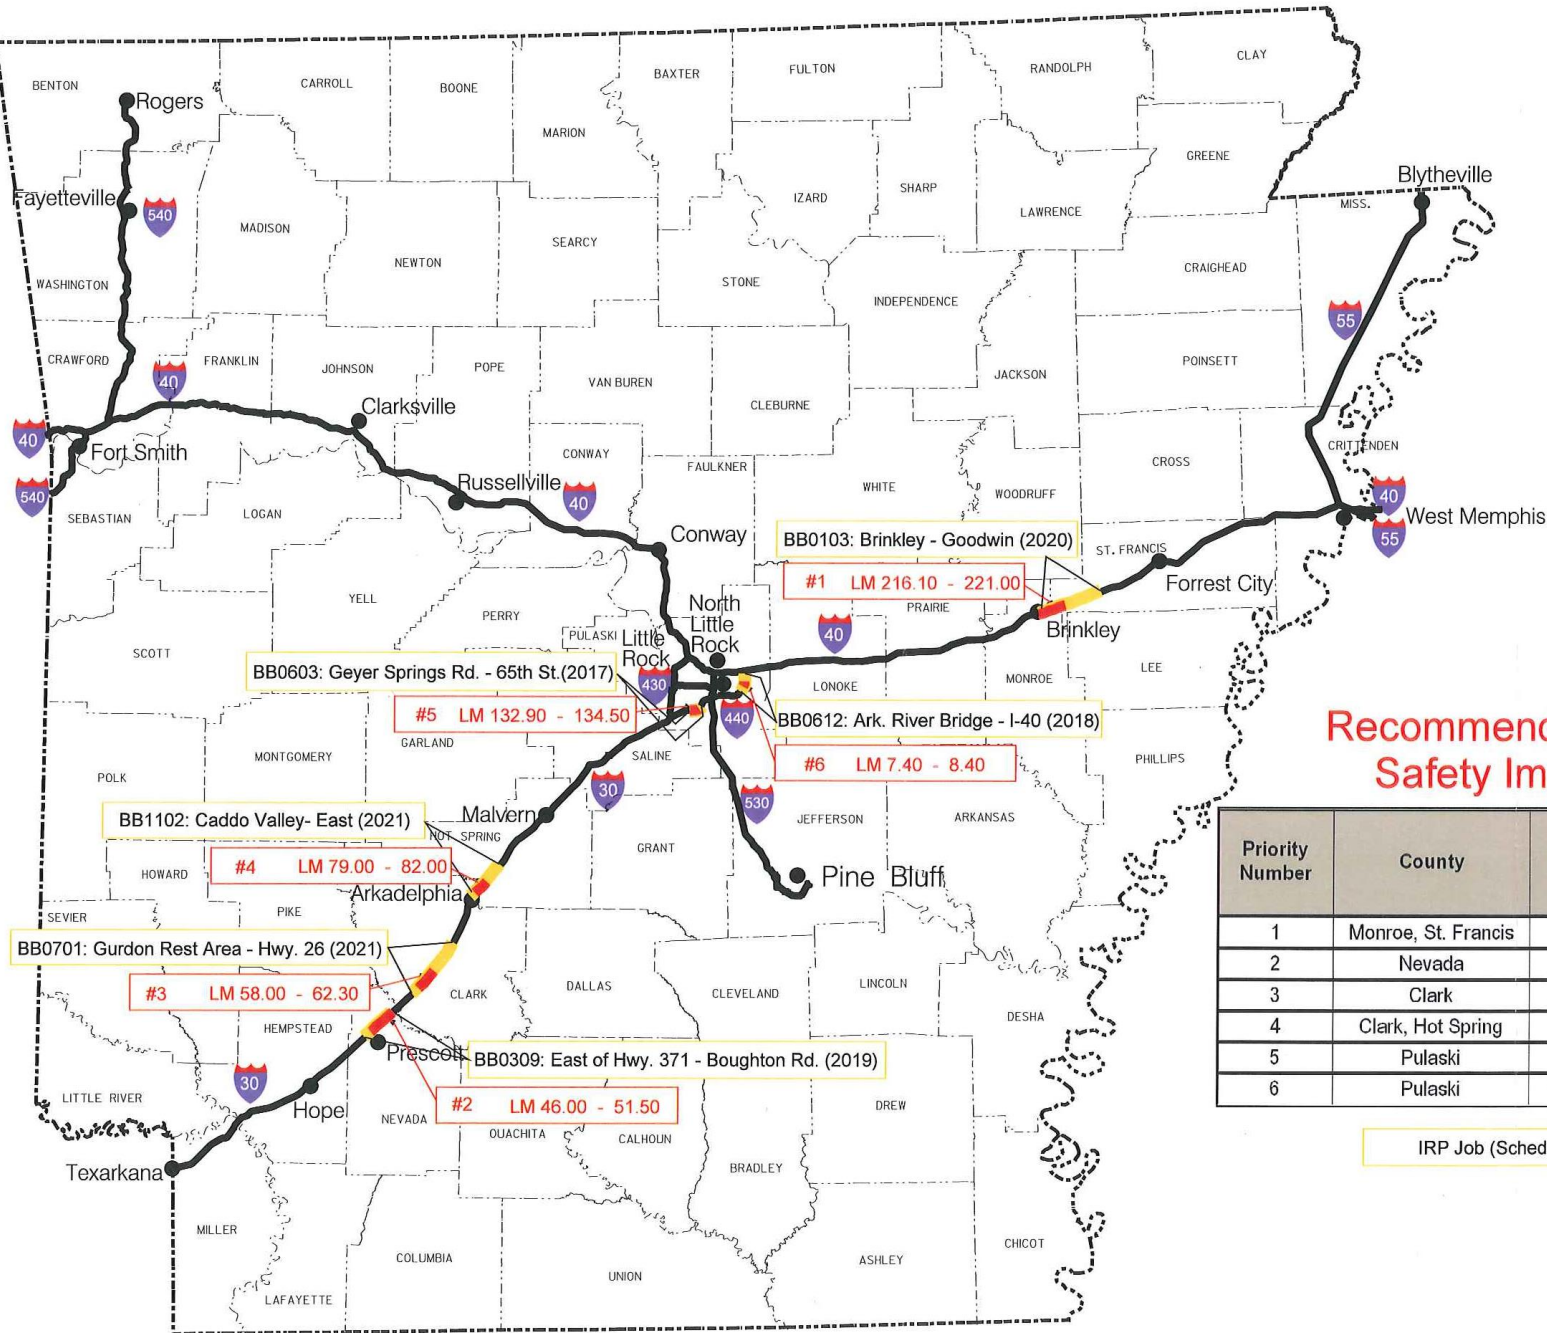 BENTON
CARROLL
BOONE
BAXTER
FULTON
RANDOLPH
CLAY
Rogers
MARION
GREENE
Fayetteville
540
MADISON
NEWTON
SEARCY
IZARD
SHARP
LAWRENCE
Blytheville
MISS.
WASHINGTON
STONE
INDEPENDENCE
CRAIGHEAD
55
CRAWFORD
FRANKLIN
40
JOHNSON
POPE
VAN BUREN
CLEBURNE
JACKSON
POINSETT
Clarksville
40
Fort Smith
540
SEBASTIAN
LOGAN
Russellville
40
CONWAY
FAULKNER
WHITE
WOODRUFF
CROSS
CRITTENDEN
40
West Memphis
55
Conway
BB0103: Brinkley - Goodwin (2020)
#1 LM 216.10 - 221.00
ST. FRANCIS
Forrest City
PRAIRIE
Brinkley
YELL
PERRY
PULASKI
North
Little
Rock
Little
Rock
40
SCOTT
LEE
MONROE
BB0603: Geyer Springs Rd. - 65th St.(2017)
430
LONOKE
#5 LM 132.90 - 134.50
440
BB0612: Ark. River Bridge - I-40 (2018)
#6 LM 7.40 - 8.40
GARLAND
SALINE
MONTGOMERY
POLK
PHILLIPS
30
530
JEFFERSON
ARKANSAS
Malvern
HOT SPRING
GRANT
BB1102: Caddo Valley- East (2021)
#4 LM 79.00 - 82.00
HOWARD
Arkadelphia
Pine Bluff
SEVIER
PIKE
BB0701: Gurdon Rest Area - Hwy. 26 (2021)
#3 LM 58.00 - 62.30
CLARK
DALLAS
CLEVELAND
LINCOLN
DESHA
HEMPSTEAD
Prescott
BB0309: East of Hwy. 371 - Boughton Rd. (2019)
#2 LM 46.00 - 51.50
30
Hope
LITTLE RIVER
NEVADA
OUACHITA
CALHOUN
DREW
BRADLEY
Texarkana
MILLER
COLUMBIA
UNION
ASHLEY
CHICOT
LAFAYETTE
Recommenc
Safety Im
Priority
Number
County
1 Monroe, St. Francis
2 Nevada
3 Clark
4 Clark, Hot Spring
5 Pulaski
6 Pulaski
IRP Job (Sched